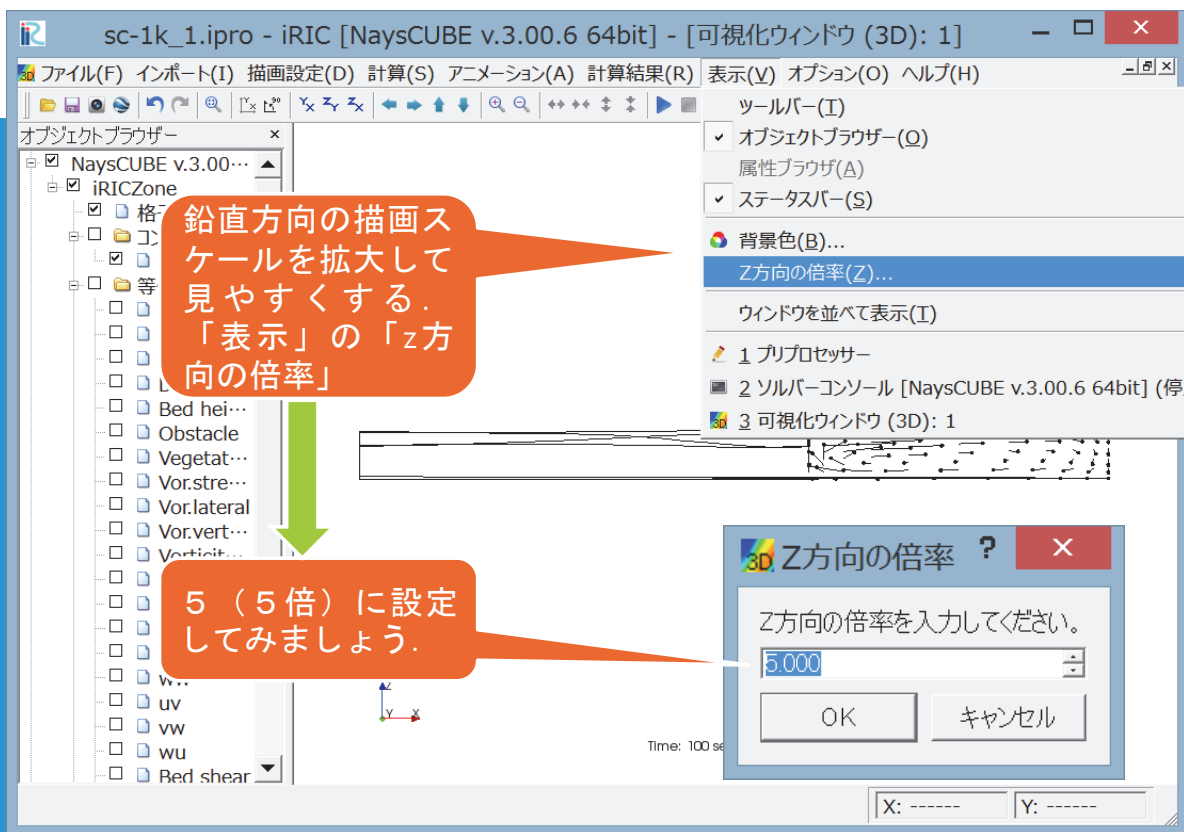 sc-1k_1.ipro - iRIC [NaysCUBE v.3.00.6 64bit] - [可視化ウィンドウ (3D): 1]
ファイル(F) インポート(I) 描画設定(D) 計算(S) アニメーション(A) 計算結果(R) 表示(V) オプション(O) ヘルプ(H)
オブジェクトブラウザー
NaysCUBE v.3.00…
iRICZone
格子
コン
等
Bed hei…
Obstacle
Vegetat…
Vor.stre…
Vor.lateral
Vor.vert…
Vorticit…
ww
uv
vw
wu
Bed shear
鉛直方向の描画ス
ケールを拡大して
見やすくする.
「表示」の「z方
向の倍率」
5（5倍）に設定
してみましょう.
ツールバー(T)
オブジェクトブラウザー(O)
属性ブラウザ(A)
ステータスバー(S)
背景色(B)...
Z方向の倍率(Z)...
ウィンドウを並べて表示(T)
1 プリプロセッサー
2 ソルバーコンソール [NaysCUBE v.3.00.6 64bit] (停
3 可視化ウィンドウ (3D): 1
3D Z方向の倍率 ?
Z方向の倍率を入力してください。
5.000
OK キャンセル
Z
Y X
Time: 100 se
X: ------ Y: ------